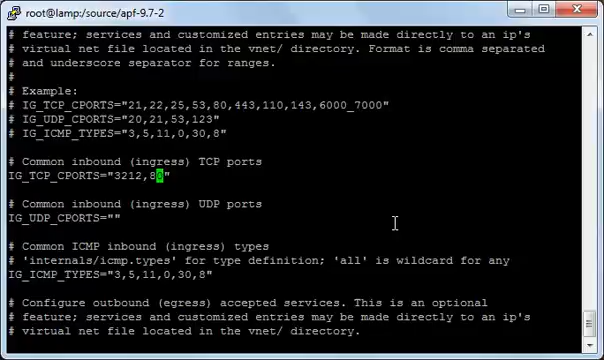 root@lamp:/source/apf-9.7-2
# feature; services and customized entries may be made directly to an ip's
# virtual net file located in the vnet/ directory. Format is comma separated
# and underscore separator for ranges.
#
# Example:
# IG_TCP_CPORTS="21,22,25,53,80,443,110,143,6000_7000"
# IG_UDP_CPORTS="20,21,53,123"
# IG_ICMP_TYPES="3,5,11,0,30,8"
# Common inbound (ingress) TCP ports
IG_TCP_CPORTS="3212,80"
# Common inbound (ingress) UDP ports
IG_UDP_CPORTS=""
# Common ICMP inbound (ingress) types
# 'internals/icmp.types' for type definition; 'all' is wildcard for any
IG_ICMP_TYPES="3,5,11,0,30,8"
# Configure outbound (egress) accepted services. This is an optional
# feature; services and customized entries may be made directly to an ip's
# virtual net file located in the vnet/ directory.